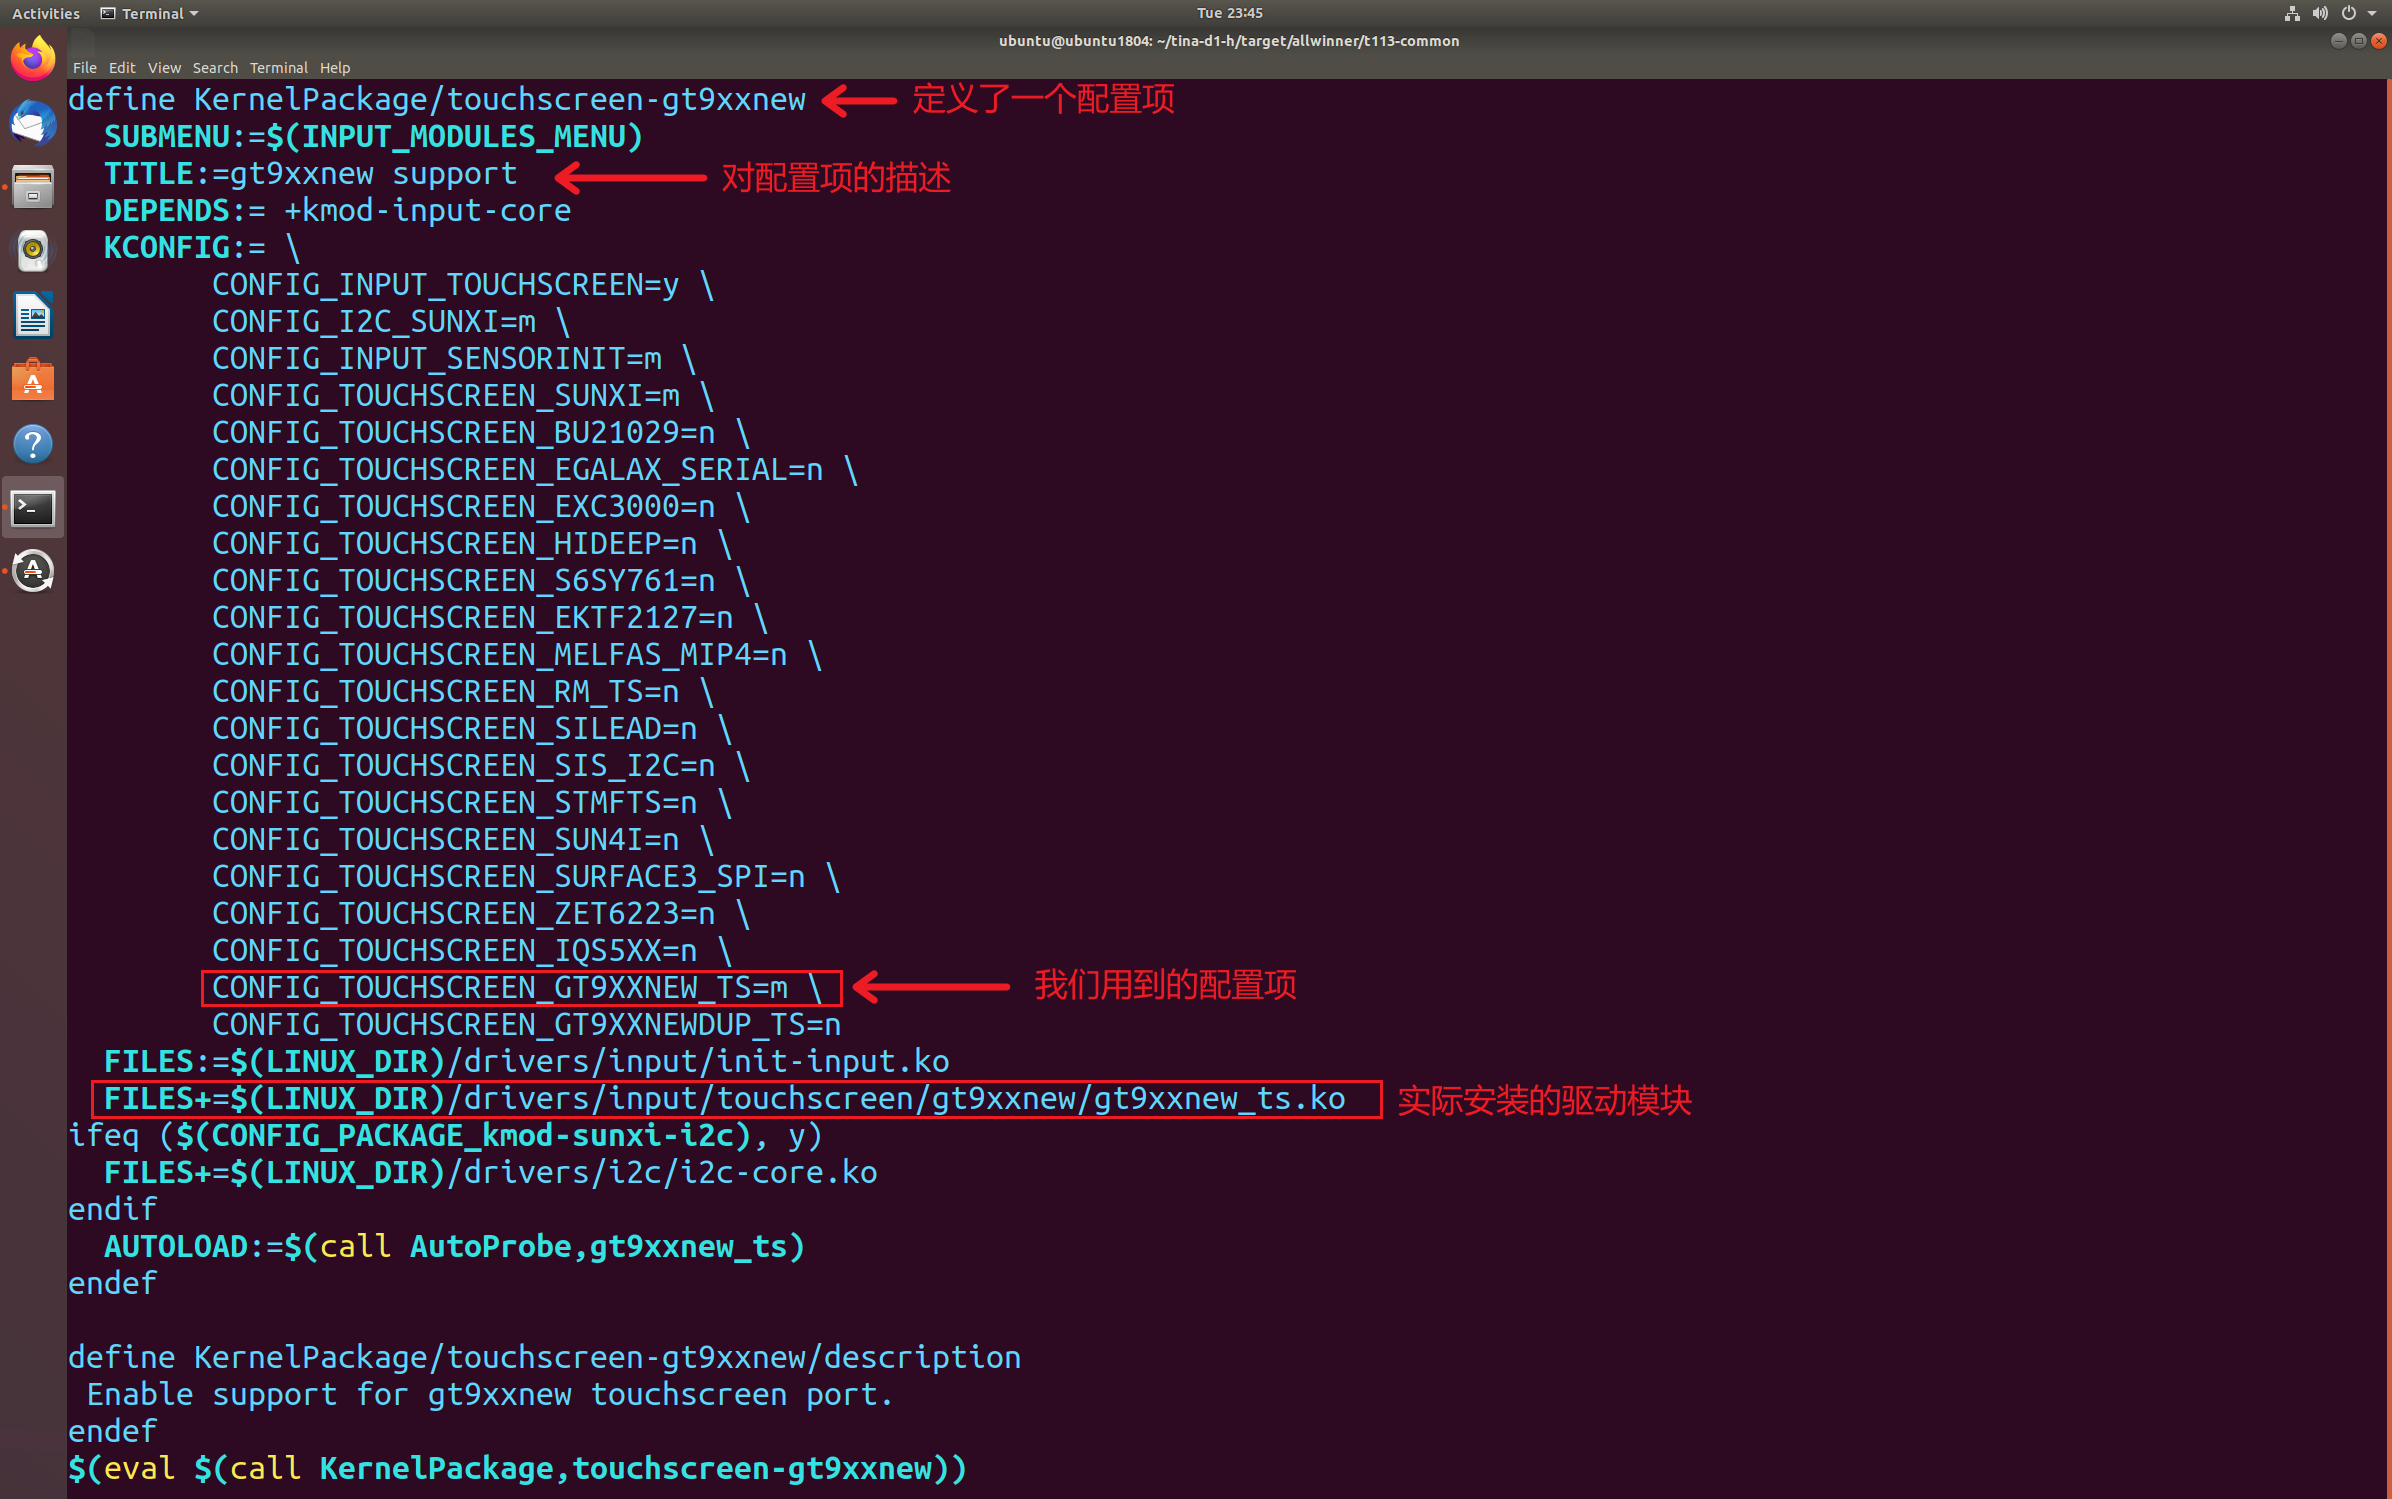 Activities Terminal Tue 23:45
ubuntu@ubuntu1804: ~/tina-d1-h/target/allwinner/t113-common
File Edit View Search Terminal Help
define KernelPackage/touchscreen-gt9xxnew 定义了一个配置项
SUBMENU:=$(INPUT_MODULES_MENU)
TITLE:=gt9xxnew support 对配置项的描述
DEPENDS:= +kmod-input-core
KCONFIG:= \
CONFIG_INPUT_TOUCHSCREEN=y \
CONFIG_I2C_SUNXI=m \
CONFIG_INPUT_SENSORINIT=m \
CONFIG_TOUCHSCREEN_SUNXI=m \
CONFIG_TOUCHSCREEN_BU21029=n \
CONFIG_TOUCHSCREEN_EGALAX_SERIAL=n \
CONFIG_TOUCHSCREEN_EXC3000=n \
CONFIG_TOUCHSCREEN_HIDEEP=n \
CONFIG_TOUCHSCREEN_S6SY761=n \
CONFIG_TOUCHSCREEN_EKTF2127=n \
CONFIG_TOUCHSCREEN_MELFAS_MIP4=n \
CONFIG_TOUCHSCREEN_RM_TS=n \
CONFIG_TOUCHSCREEN_SILEAD=n \
CONFIG_TOUCHSCREEN_SIS_I2C=n \
CONFIG_TOUCHSCREEN_STMFTS=n \
CONFIG_TOUCHSCREEN_SUN4I=n \
CONFIG_TOUCHSCREEN_SURFACE3_SPI=n \
CONFIG_TOUCHSCREEN_ZET6223=n \
CONFIG_TOUCHSCREEN_IQS5XX=n \
CONFIG_TOUCHSCREEN_GT9XXNEW_TS=m \ 我们用到的配置项
CONFIG_TOUCHSCREEN_GT9XXNEWDUP_TS=n
FILES:=$(LINUX_DIR)/drivers/input/init-input.ko
FILES+=$(LINUX_DIR)/drivers/input/touchscreen/gt9xxnew/gt9xxnew_ts.ko 实际安装的驱动模块
ifeq ($(CONFIG_PACKAGE_kmod-sunxi-i2c), y)
FILES+=$(LINUX_DIR)/drivers/i2c/i2c-core.ko
endif
AUTOLOAD:=$(call AutoProbe,gt9xxnew_ts)
endef
define KernelPackage/touchscreen-gt9xxnew/description
Enable support for gt9xxnew touchscreen port.
endef
$(eval $(call KernelPackage,touchscreen-gt9xxnew))